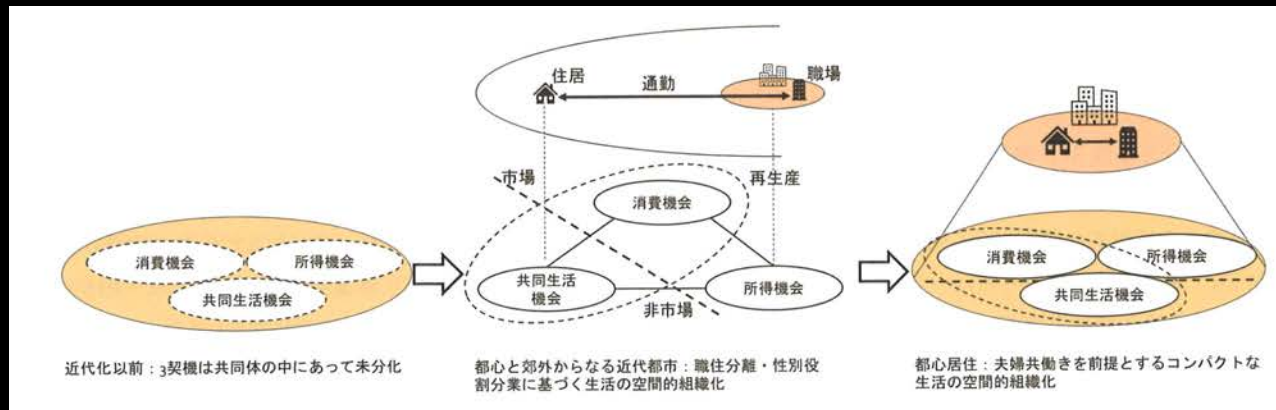 消費機会
所得機会
共同生活機会
近代化以前：3契機は共同体の中にあって未分化
住居
通勤
職場
市場
再生産
消費機会
共同生活
機会
所得機会
非市場
都心と郊外からなる近代都市：職住分離・性別役
割分業に基づく生活の空間的組織化
消費機会
所得機会
共同生活機会
都心居住：夫婦共働きを前提とするコンパクトな
生活の空間的組織化